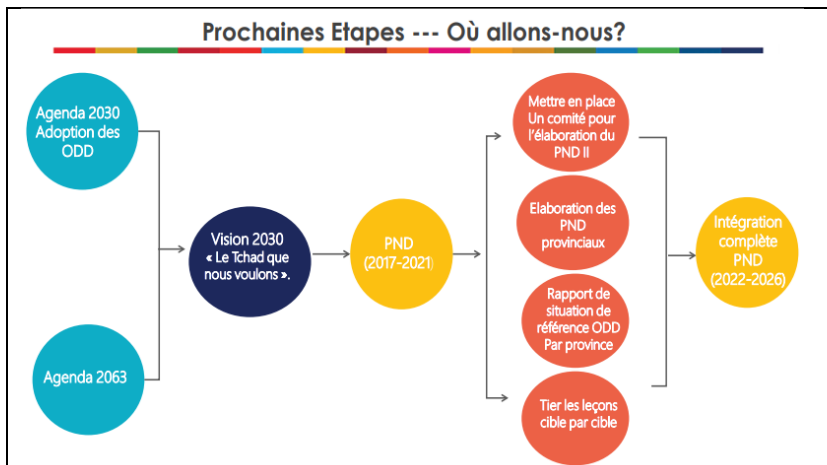 Prochaines Etapes --- Où allons-nous?
Agenda 2030
Adoption des
ODD
Agenda 2063
Vision 2030
« Le Tchad que
nous voulons ».
PND
(2017-2021)
Mettre en place
Un comité pour
l'élaboration du
PND II
Elaboration des
PND
provinciaux
Rapport de
situation de
référence ODD
Par province
Tier les leçons
cible par cible
Intégration
complète
PND
(2022-2026)